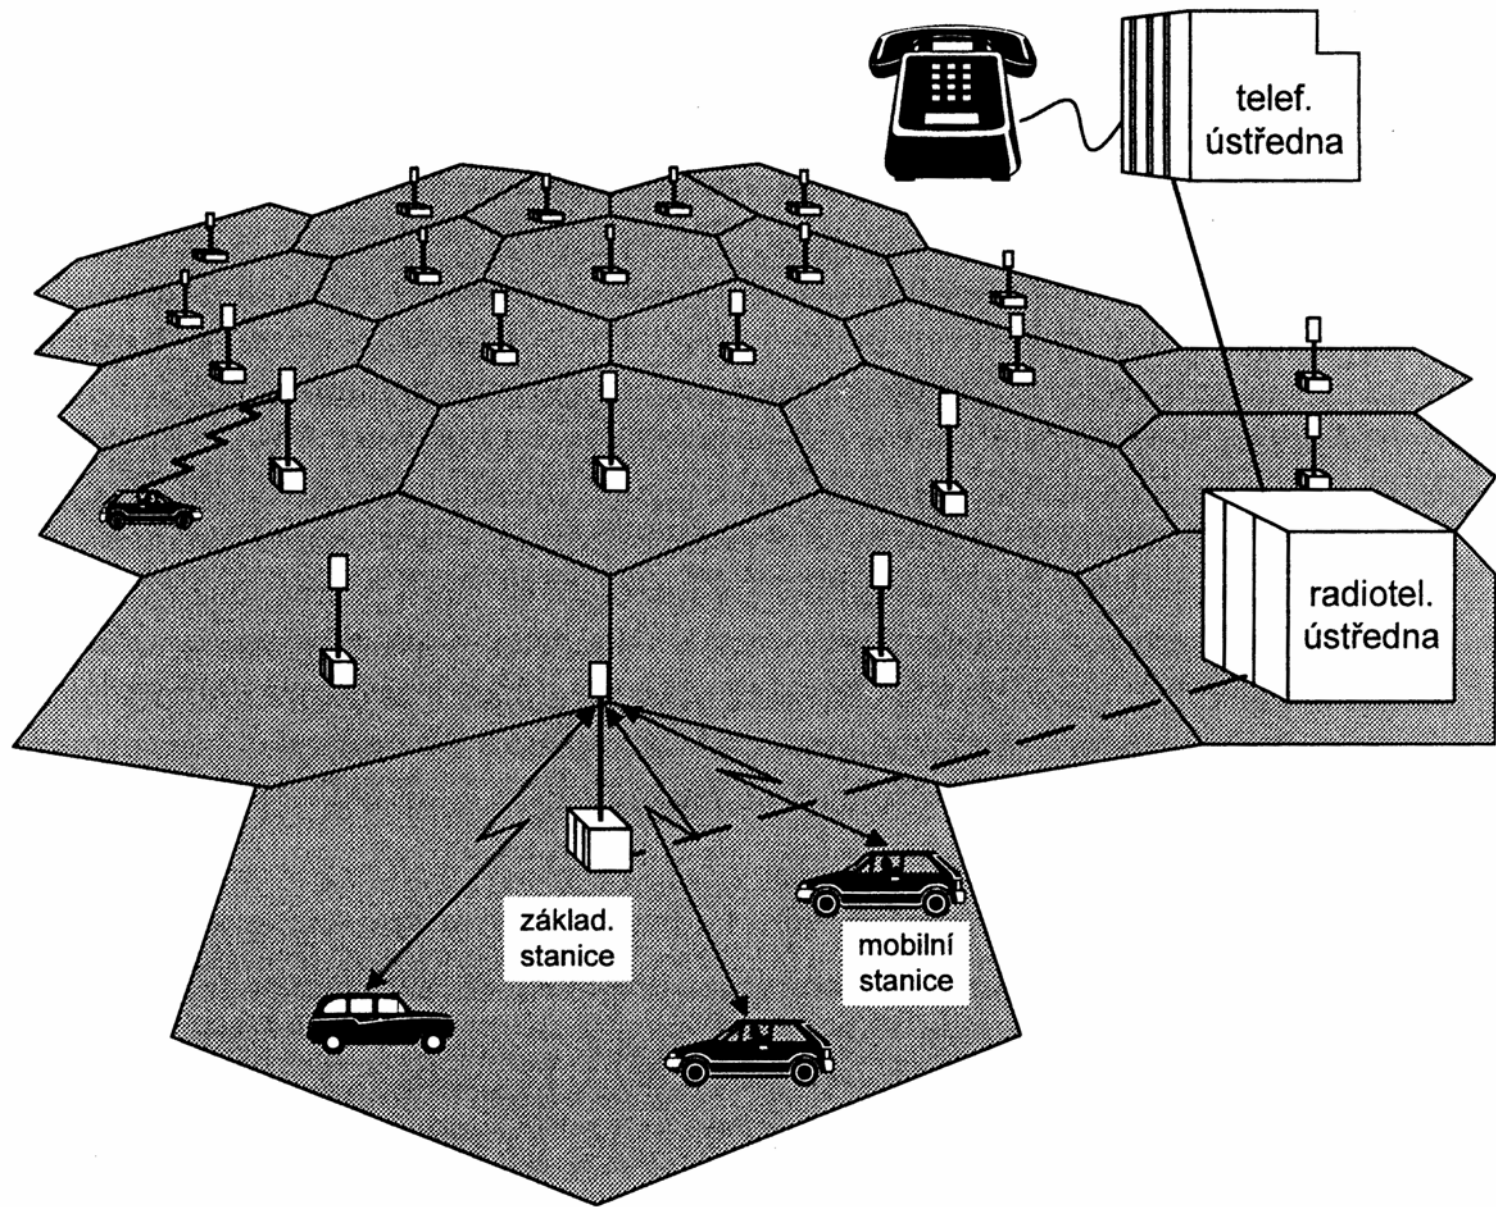 telef.
ústředna
radiotel.
ústředna
základ.
stanice
mobilní
stanice